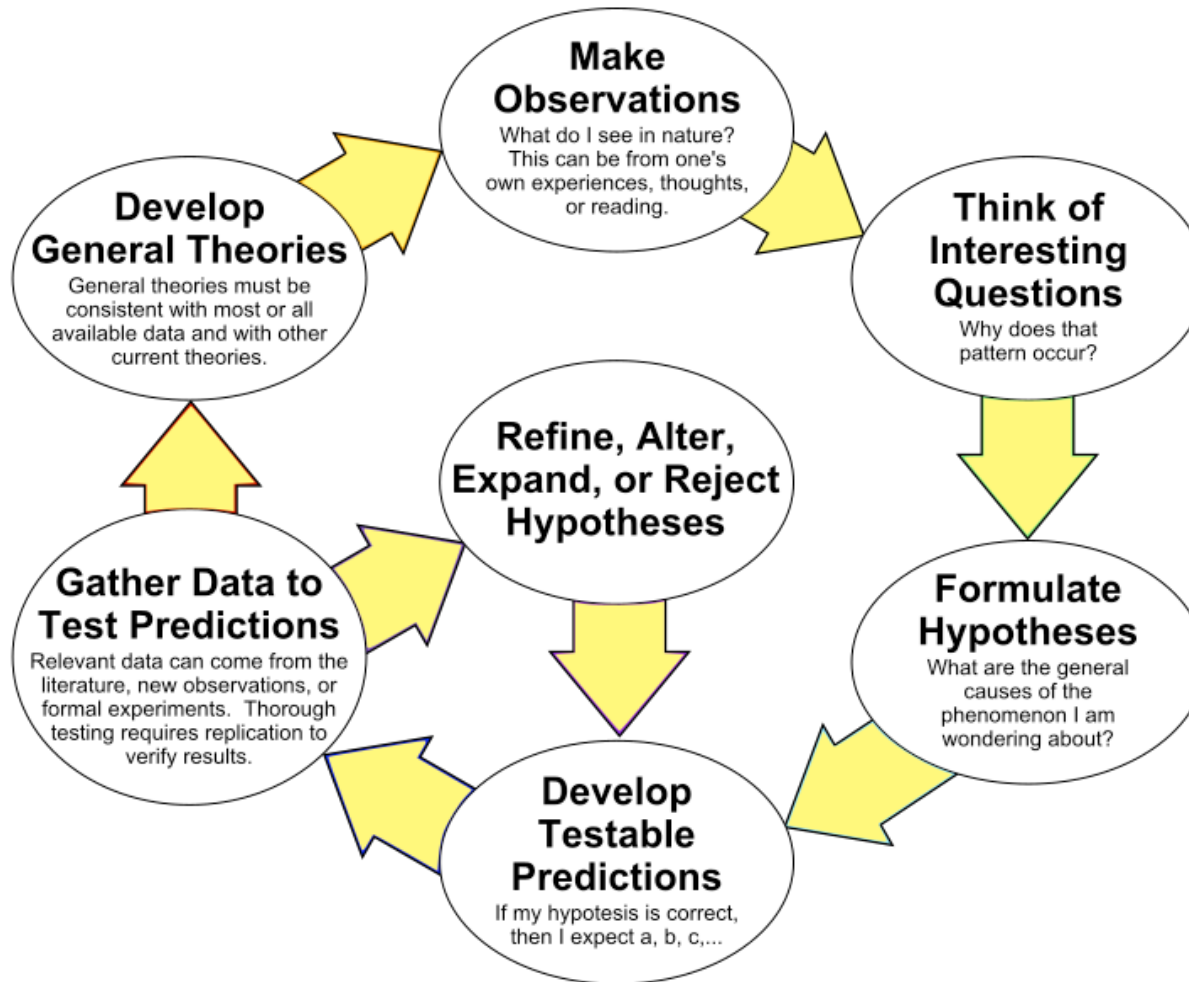 Make
Observations
What do I see in nature?
This can be from one's
own experiences, thoughts,
or reading.
Think of
Interesting
Questions
Why does that
pattern occur?
Formulate
Hypotheses
What are the general
causes of the
phenomenon I am
wondering about?
Develop
Testable
Predictions
If my hypotesis is correct,
then I expect a, b, c,...
Gather Data to
Test Predictions
Relevant data can come from the
literature, new observations, or
formal experiments.  Thorough
testing requires replication to
verify results.
Refine, Alter,
Expand, or Reject
Hypotheses
Develop
General Theories
General theories must be
consistent with most or all
available data and with other
current theories.